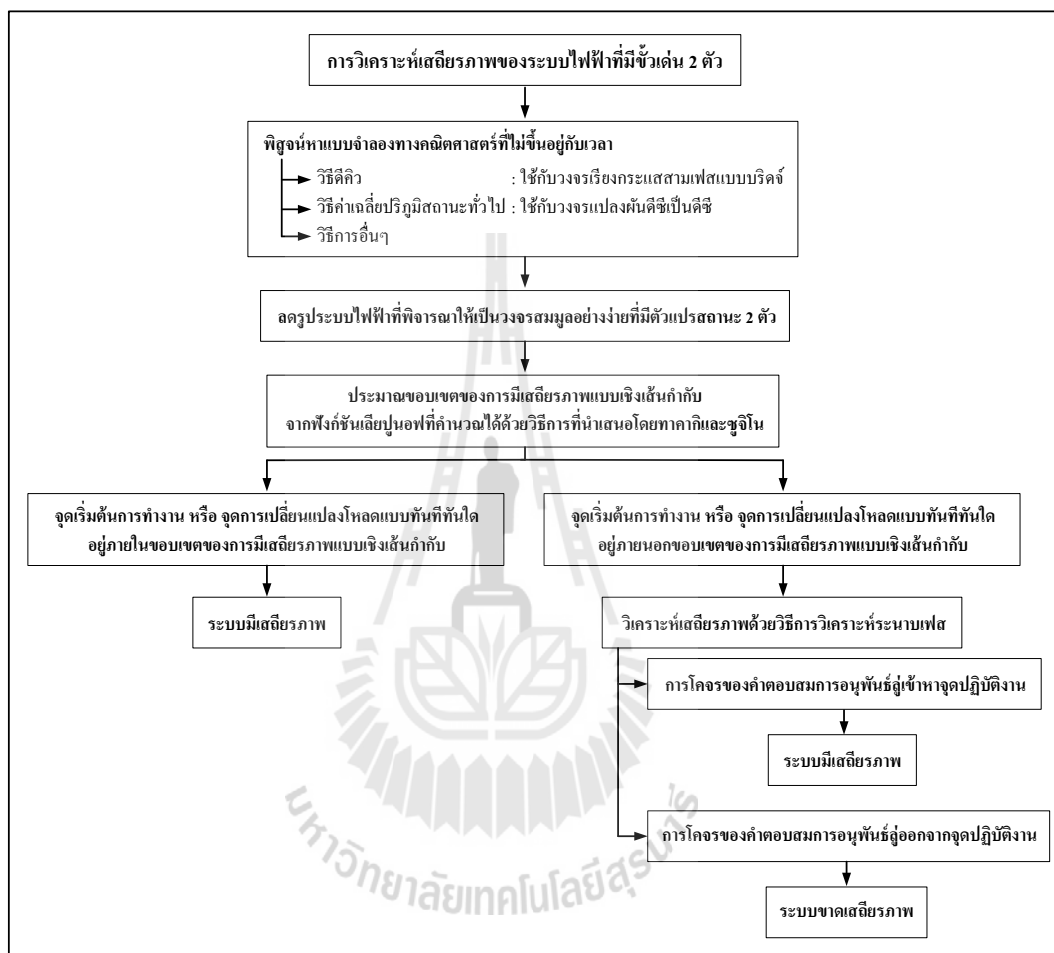 การวิเคราะห์เสถียรภาพของระบบไฟฟ้าที่มีขั้วเด่น 2 ตัว
พิสูจน์หาแบบจำลองทางคณิตศาสตร์ที่ไม่ขึ้นอยู่กับเวลา
วิธีดีคิว : ใช้กับวงจรเรียงกระแสสามเฟสแบบบริดจ์
วิธีค่าเฉลี่ยปริภูมิสถานะทั่วไป : ใช้กับวงจรแปลงผันดีซีเป็นดีซี
วิธีการอื่นๆ
ลดรูประบบไฟฟ้าที่พิจารณาให้เป็นวงจรสมมูลอย่างง่ายที่มีตัวแปรสถานะ 2 ตัว
ประมาณขอบเขตของการมีเสถียรภาพแบบเชิงเส้นกำกับ
จากฟังก์ชันเลียปูนอฟที่คำนวณได้ด้วยวิธีการที่นำเสนอโดยทาคากิและซูจิโน
จุดเริ่มต้นการทำงาน หรือ จุดการเปลี่ยนแปลงโหลดแบบทันทีทันใด
อยู่ภายในขอบเขตของการมีเสถียรภาพแบบเชิงเส้นกำกับ
จุดเริ่มต้นการทำงาน หรือ จุดการเปลี่ยนแปลงโหลดแบบทันทีทันใด
อยู่ภายนอกขอบเขตของการมีเสถียรภาพแบบเชิงเส้นกำกับ
ระบบมีเสถียรภาพ
วิเคราะห์เสถียรภาพด้วยวิธีการวิเคราะห์ระนาบเฟส
การโคจรของคำตอบสมการอนุพันธ์ลู่เข้าหาจุดปฏิบัติงาน
ระบบมีเสถียรภาพ
การโคจรของคำตอบสมการอนุพันธ์ลู่ออกจากจุดปฏิบัติงาน
ระบบขาดเสถียรภาพ
มหาวิทยาลัยเทคโนโลยีสุรนารี